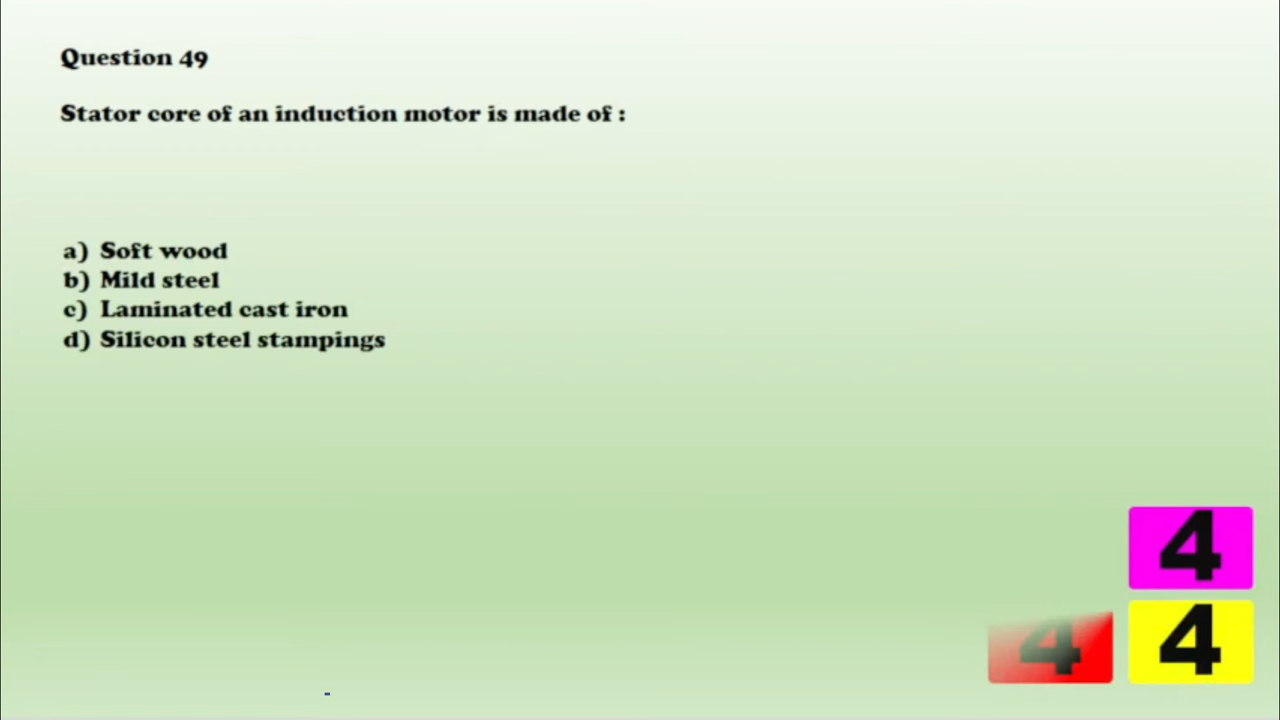 Question 49
Stator core of an induction motor is made of :
a) Soft wood
b) Mild steel
c) Laminated cast iron
d) Silicon steel stampings
4
4
4